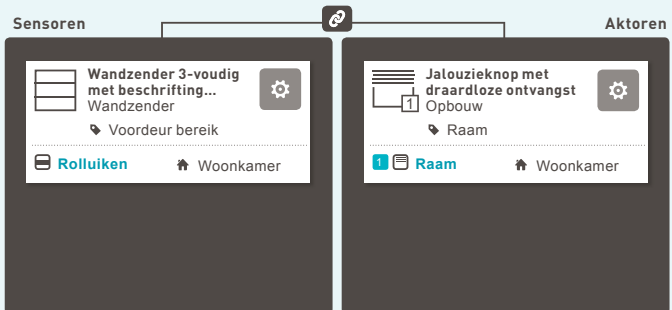 Sensoren
Aktoren
Wandzender 3-voudig
met beschrifting...
Wandzender
Voordeur bereik
Rolluiken
Woonkamer
1
Jalouzieknop met
draardloze ontvangst
Opbouw
Raam
1
Raam
Woonkamer